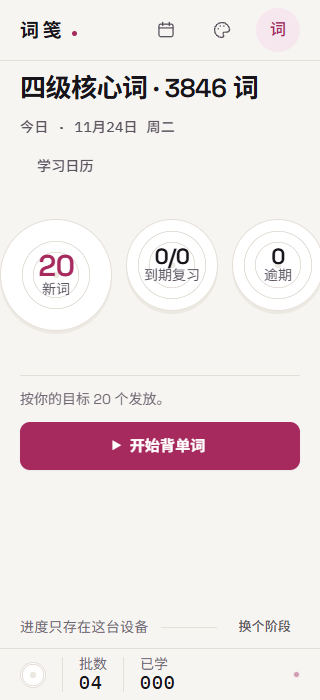 词笺
词
四级核心词 · 3846 词
今日 · 11月24日 周二
学习日历
20
新词
0/0
到期复习
0
逾期
按你的目标 20 个发放。
开始背单词
进度只存在这台设备
换个阶段
批数
04
已学
000